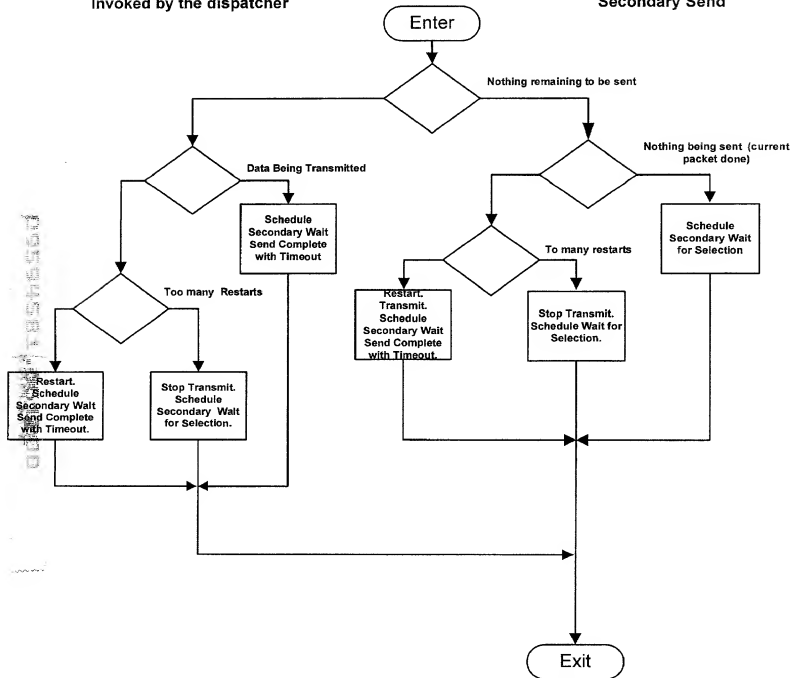 Invoked by the dispatcher
Secondary Send
Enter
Nothing remaining to be sent
Nothing being sent (current
packet done)
Data Being Transmitted
Schedule
Secondary Wait
Send Complete
with Timeout
Schedule
Secondary Wait
for Selection
To many restarts
Too many Restarts
Restart.
Transmit.
Schedule
Secondary Wait
Send Complete
with Timeout.
Stop Transmit.
Schedule Wait for
Selection.
Restart.
Schedule
Secondary Wait
Send Complete
with Timeout.
Stop Transmit.
Schedule
Secondary Wait
for Selection.
Exit